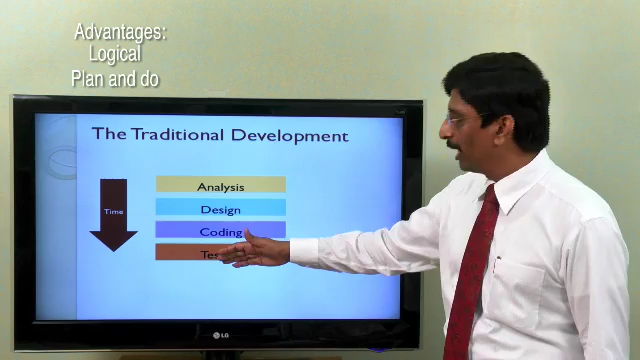 Advantages:
Logical
Plan and do
The Traditional Development
Time
Analysis
Design
Coding
LG